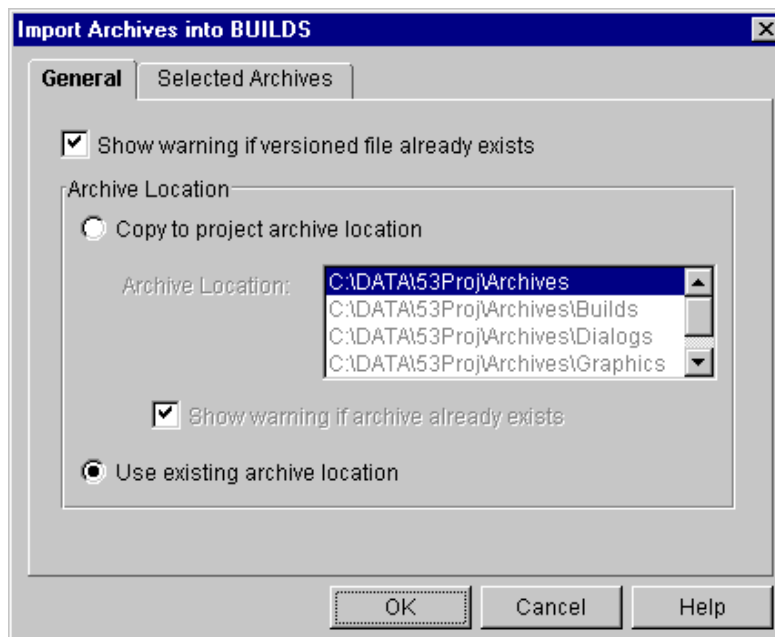 Import Archives into BUILDS
General
Selected Archives
Show warning if versioned file already exists
Archive Location
Copy to project archive location
Archive Location:
C:\DATA\53Proj\Archives
C:\DATA\53Proj\Archives\Builds
C:\DATA\53Proj\Archives\Dialogs
C:\DATA\53Proj\Archives\Graphics
Show warning if archive already exists
Use existing archive location
OK
Cancel
Help